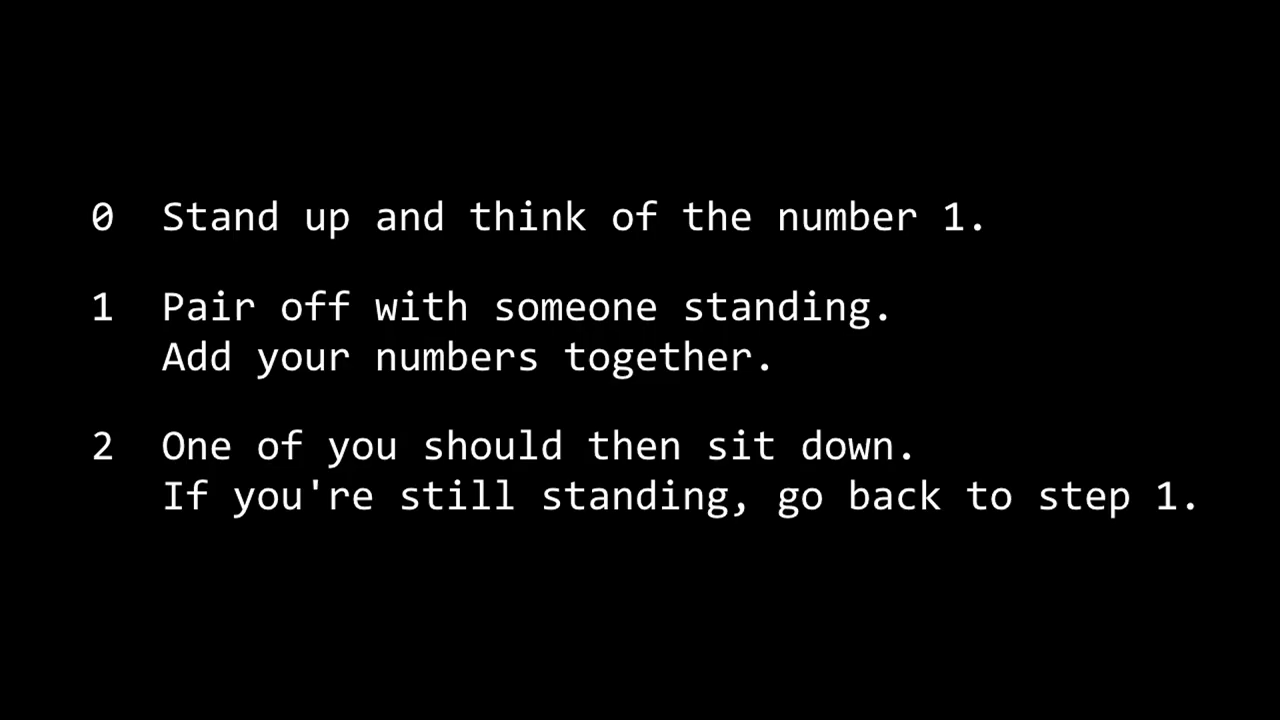 0 Stand up and think of the number 1.
1 Pair off with someone standing.
Add your numbers together.
2 One of you should then sit down.
If you're still standing, go back to step 1.